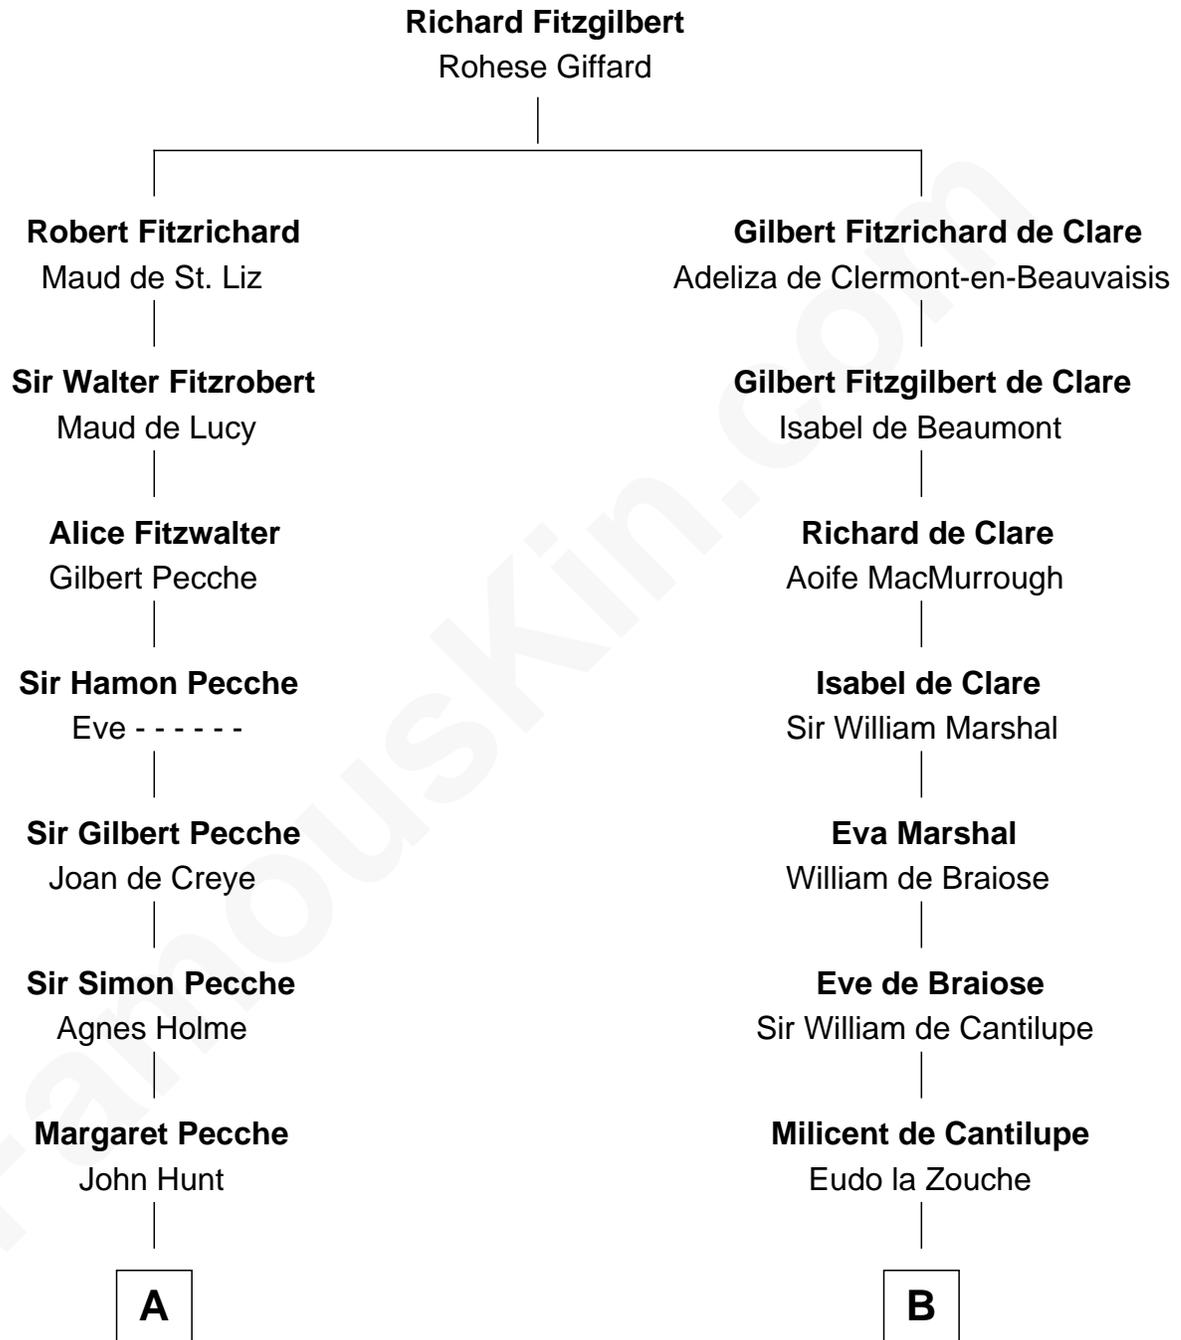 Richard Fitzgilbert
Rohese Giffard
Robert Fitzrichard
Maud de St. Liz
Gilbert Fitzrichard de Clare
Adeliza de Clermont-en-Beauvaisis
Sir Walter Fitzrobert
Maud de Lucy
Gilbert Fitzgilbert de Clare
Isabel de Beaumont
Alice Fitzwalter
Gilbert Pecche
Richard de Clare
Aoife MacMurrough
Sir Hamon Pecche
Eve - - - - - -
Isabel de Clare
Sir William Marshal
Sir Gilbert Pecche
Joan de Creye
Eva Marshal
William de Braiose
Sir Simon Pecche
Agnes Holme
Eve de Braiose
Sir William de Cantilupe
Margaret Pecche
John Hunt
Milicent de Cantilupe
Eudo la Zouche
A
B
FamousKin.com